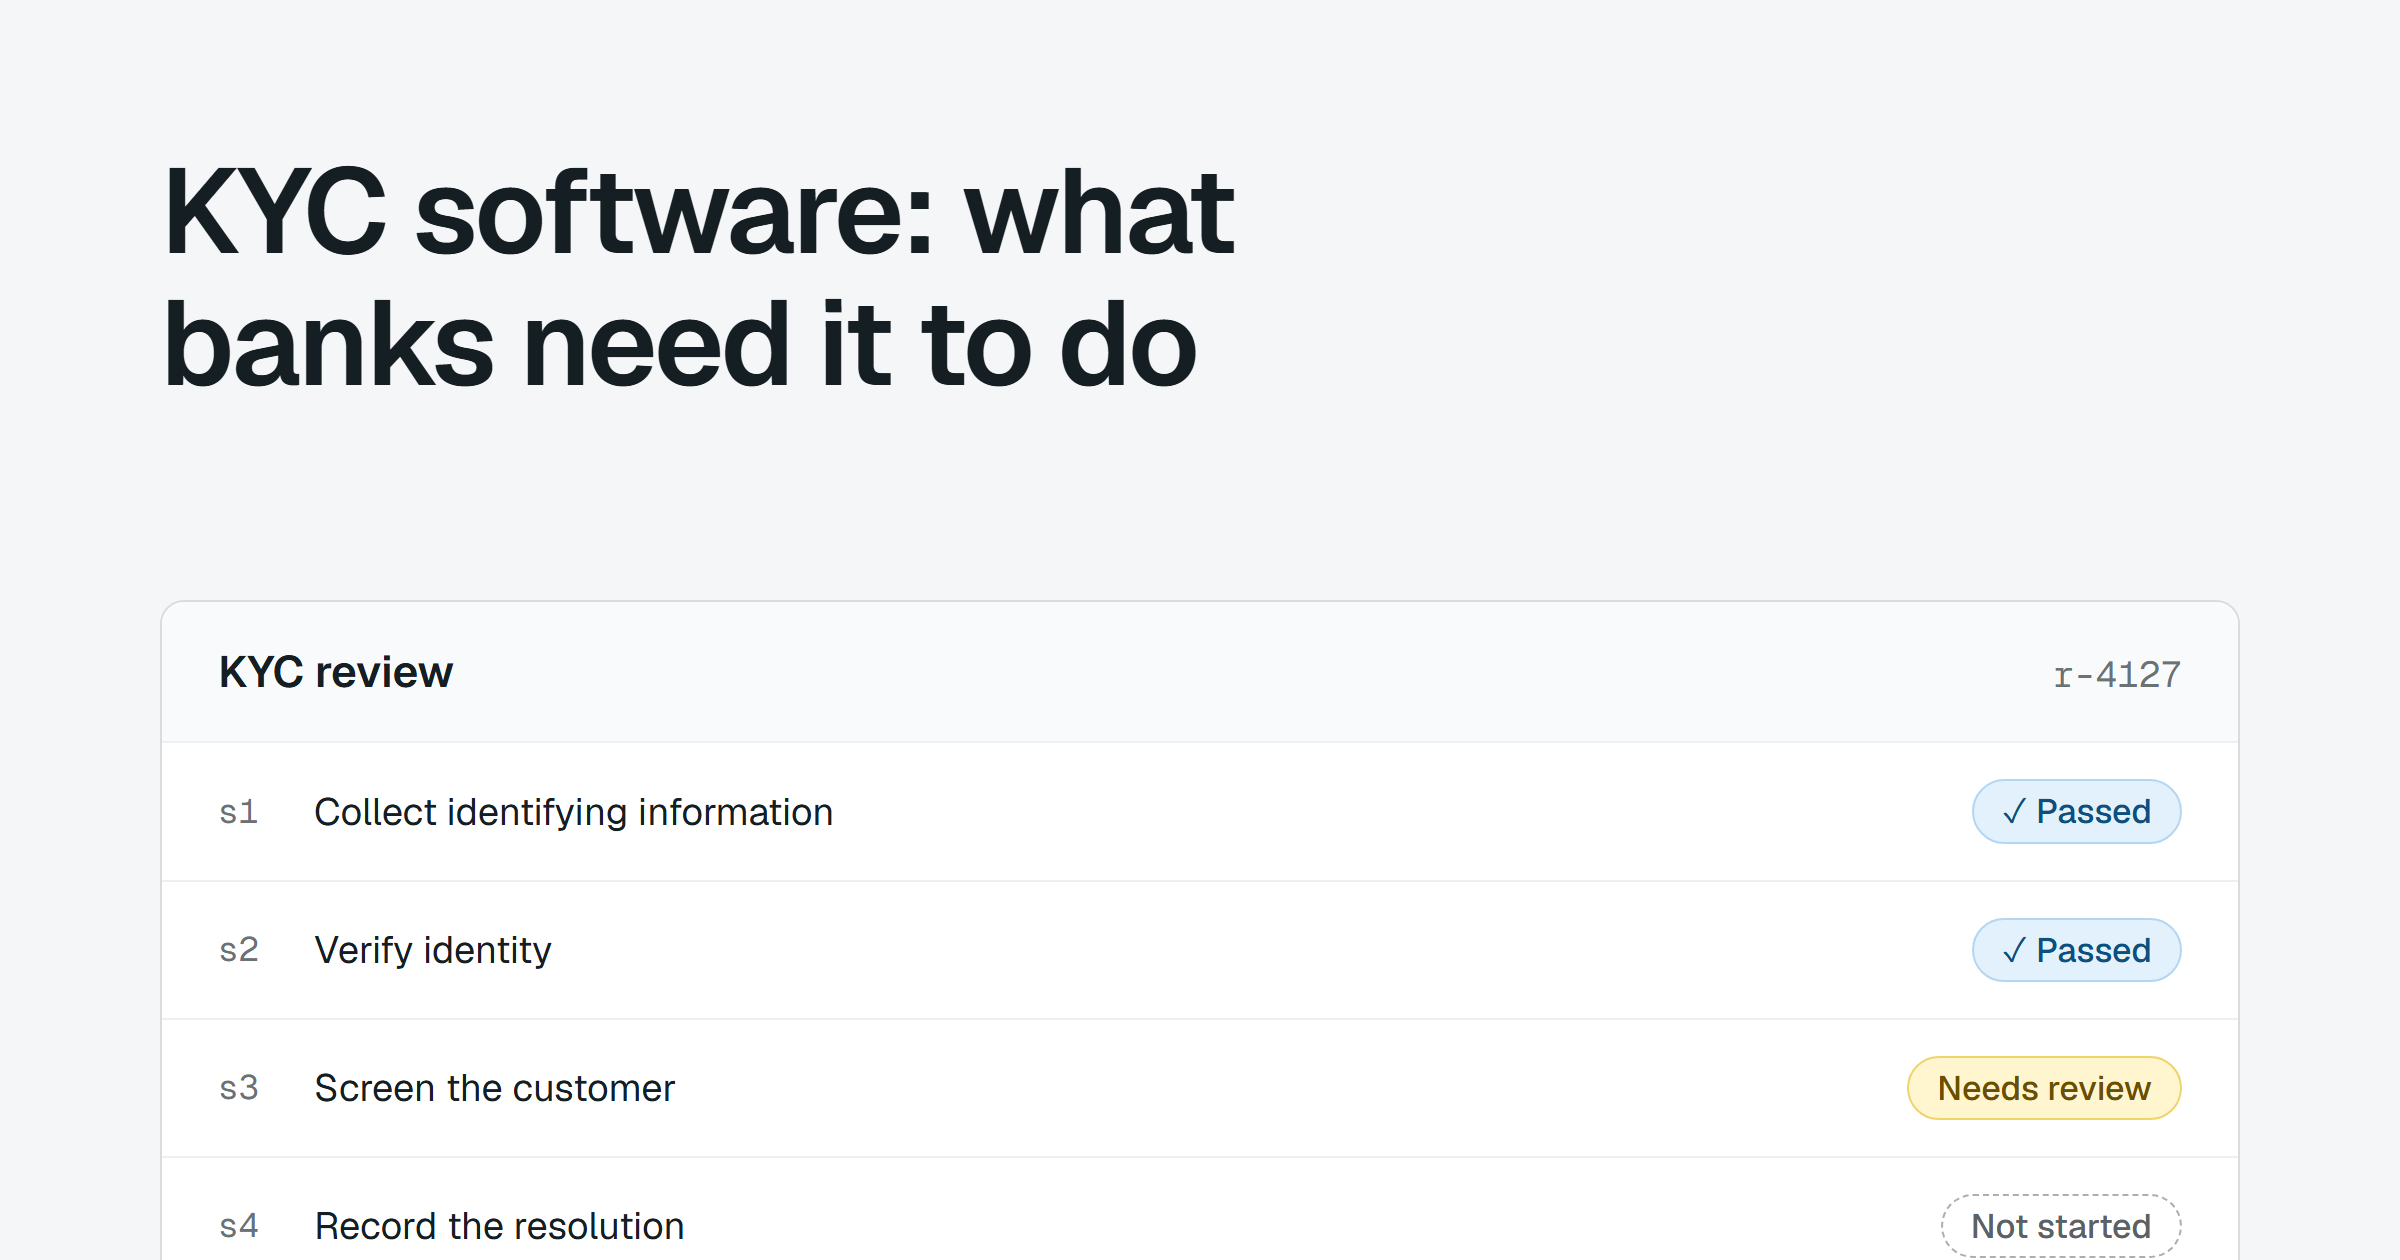 KYC software: what
banks need it to do
KYC review r-4127
s1 Collect identifying information ✓ Passed
s2 Verify identity ✓ Passed
s3 Screen the customer Needs review
s4 Record the resolution Not started